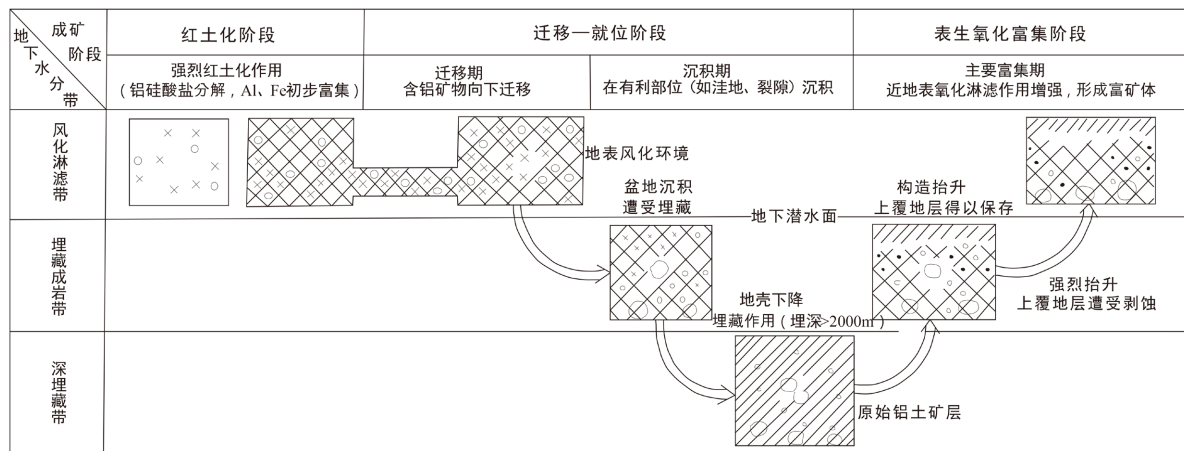 成矿
阶段
地下水分带
红土化阶段
迁移—就位阶段
表生氧化富集阶段
强烈红土化作用
（铝硅酸盐分解，Al、Fe初步富集）
迁移期
含铝矿物向下迁移
沉积期
在有利部位（如洼地、裂隙）沉积
主要富集期
近地表氧化淋滤作用增强，形成富矿体
风化淋滤带
地表风化环境
盆地沉积
遭受埋藏
构造抬升
上覆地层得以保存
地下潜水面
埋藏成岩带
强烈抬升
上覆地层遭受剥蚀
地壳下降
埋藏作用（埋深>2000m）
深埋藏带
原始铝土矿层